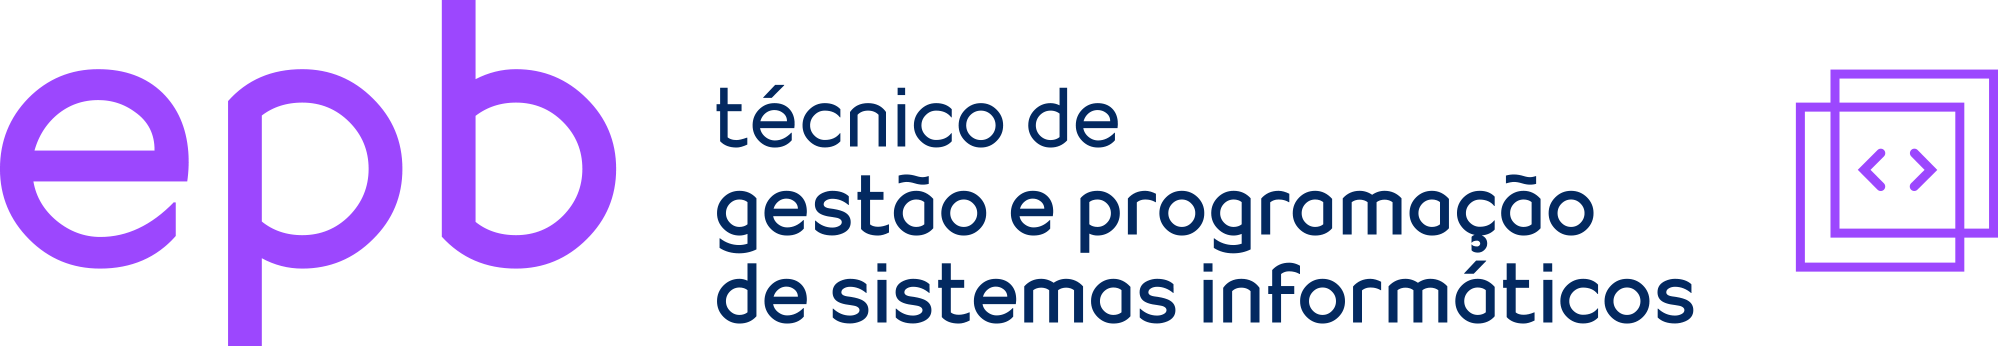 epb
técnico de
gestão e programação
de sistemas informáticos
< >